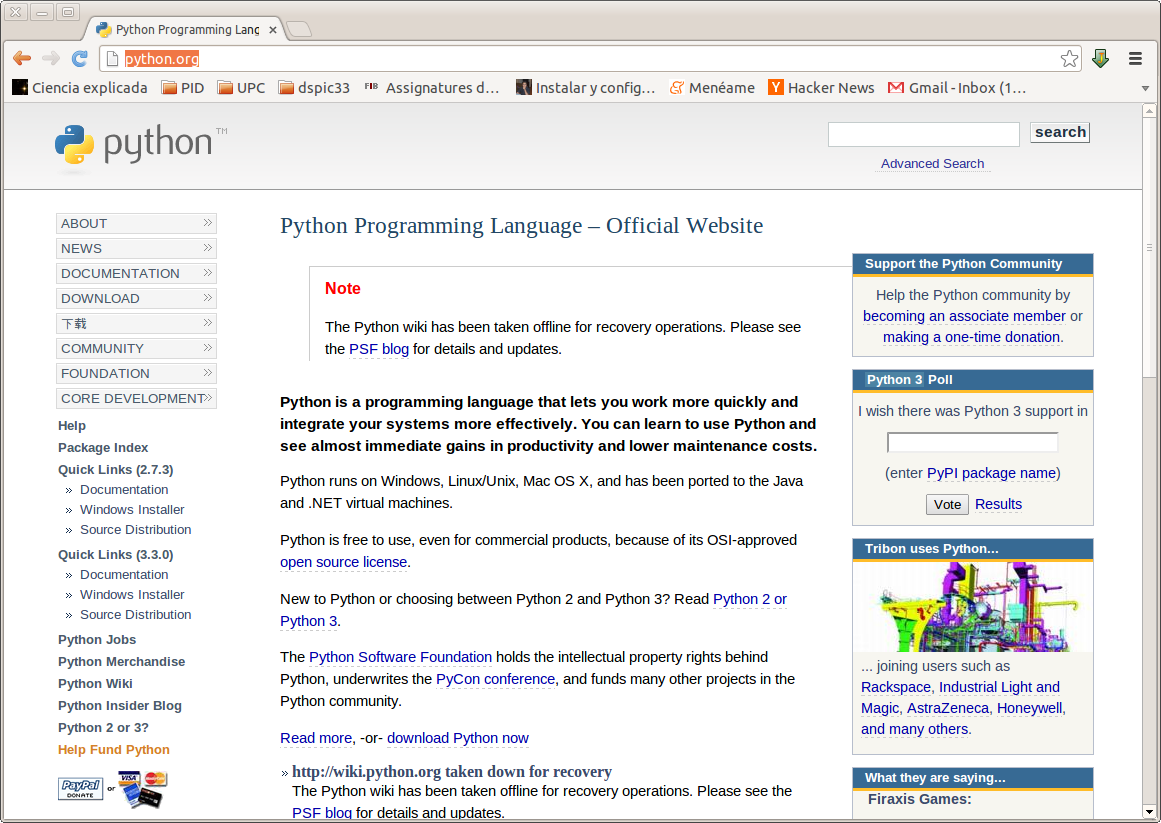 Python Programming Lang
python.org
Ciencia explicada PID UPC dspic33 FIB Assignatures d... Instalar y config... Menéame Hacker News Gmail - Inbox (1...
python™
search
Advanced Search
ABOUT
NEWS
DOCUMENTATION
DOWNLOAD
下载
COMMUNITY
FOUNDATION
CORE DEVELOPMENT
Help
Package Index
Quick Links (2.7.3)
» Documentation
» Windows Installer
» Source Distribution
Quick Links (3.3.0)
» Documentation
» Windows Installer
» Source Distribution
Python Jobs
Python Merchandise
Python Wiki
Python Insider Blog
Python 2 or 3?
Help Fund Python
PayPal
DONATE
or
VISA
Python Programming Language – Official Website
Note
The Python wiki has been taken offline for recovery operations. Please see
the PSF blog for details and updates.
Python is a programming language that lets you work more quickly and
integrate your systems more effectively. You can learn to use Python and
see almost immediate gains in productivity and lower maintenance costs.
Python runs on Windows, Linux/Unix, Mac OS X, and has been ported to the Java
and .NET virtual machines.
Python is free to use, even for commercial products, because of its OSI-approved
open source license.
New to Python or choosing between Python 2 and Python 3? Read Python 2 or
Python 3.
The Python Software Foundation holds the intellectual property rights behind
Python, underwrites the PyCon conference, and funds many other projects in the
Python community.
Read more, -or- download Python now
» http://wiki.python.org taken down for recovery
The Python wiki has been taken offline for recovery operations. Please see the
PSF blog for details and updates.
Support the Python Community
Help the Python community by
becoming an associate member or
making a one-time donation.
Python 3 Poll
I wish there was Python 3 support in
(enter PyPI package name)
Vote Results
Tribon uses Python...
... joining users such as
Rackspace, Industrial Light and
Magic, AstraZeneca, Honeywell,
and many others.
What they are saying...
Firaxis Games: